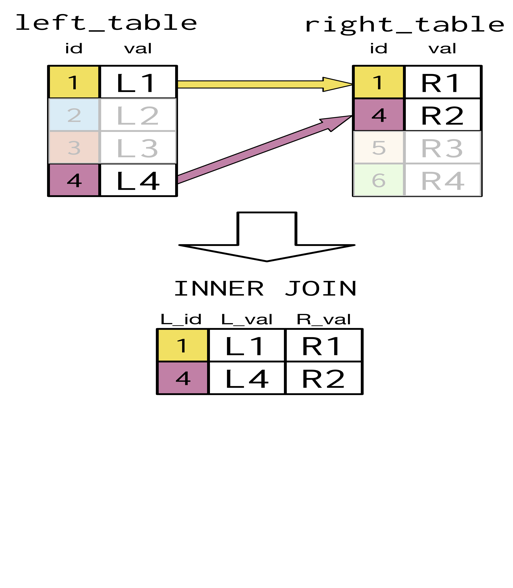 left_table right_table
id val id val
1 L1 1 R1
2 L2 4 R2
3 L3 5 R3
4 L4 6 R4
INNER JOIN
L_id L_val R_val
1 L1 R1
4 L4 R2